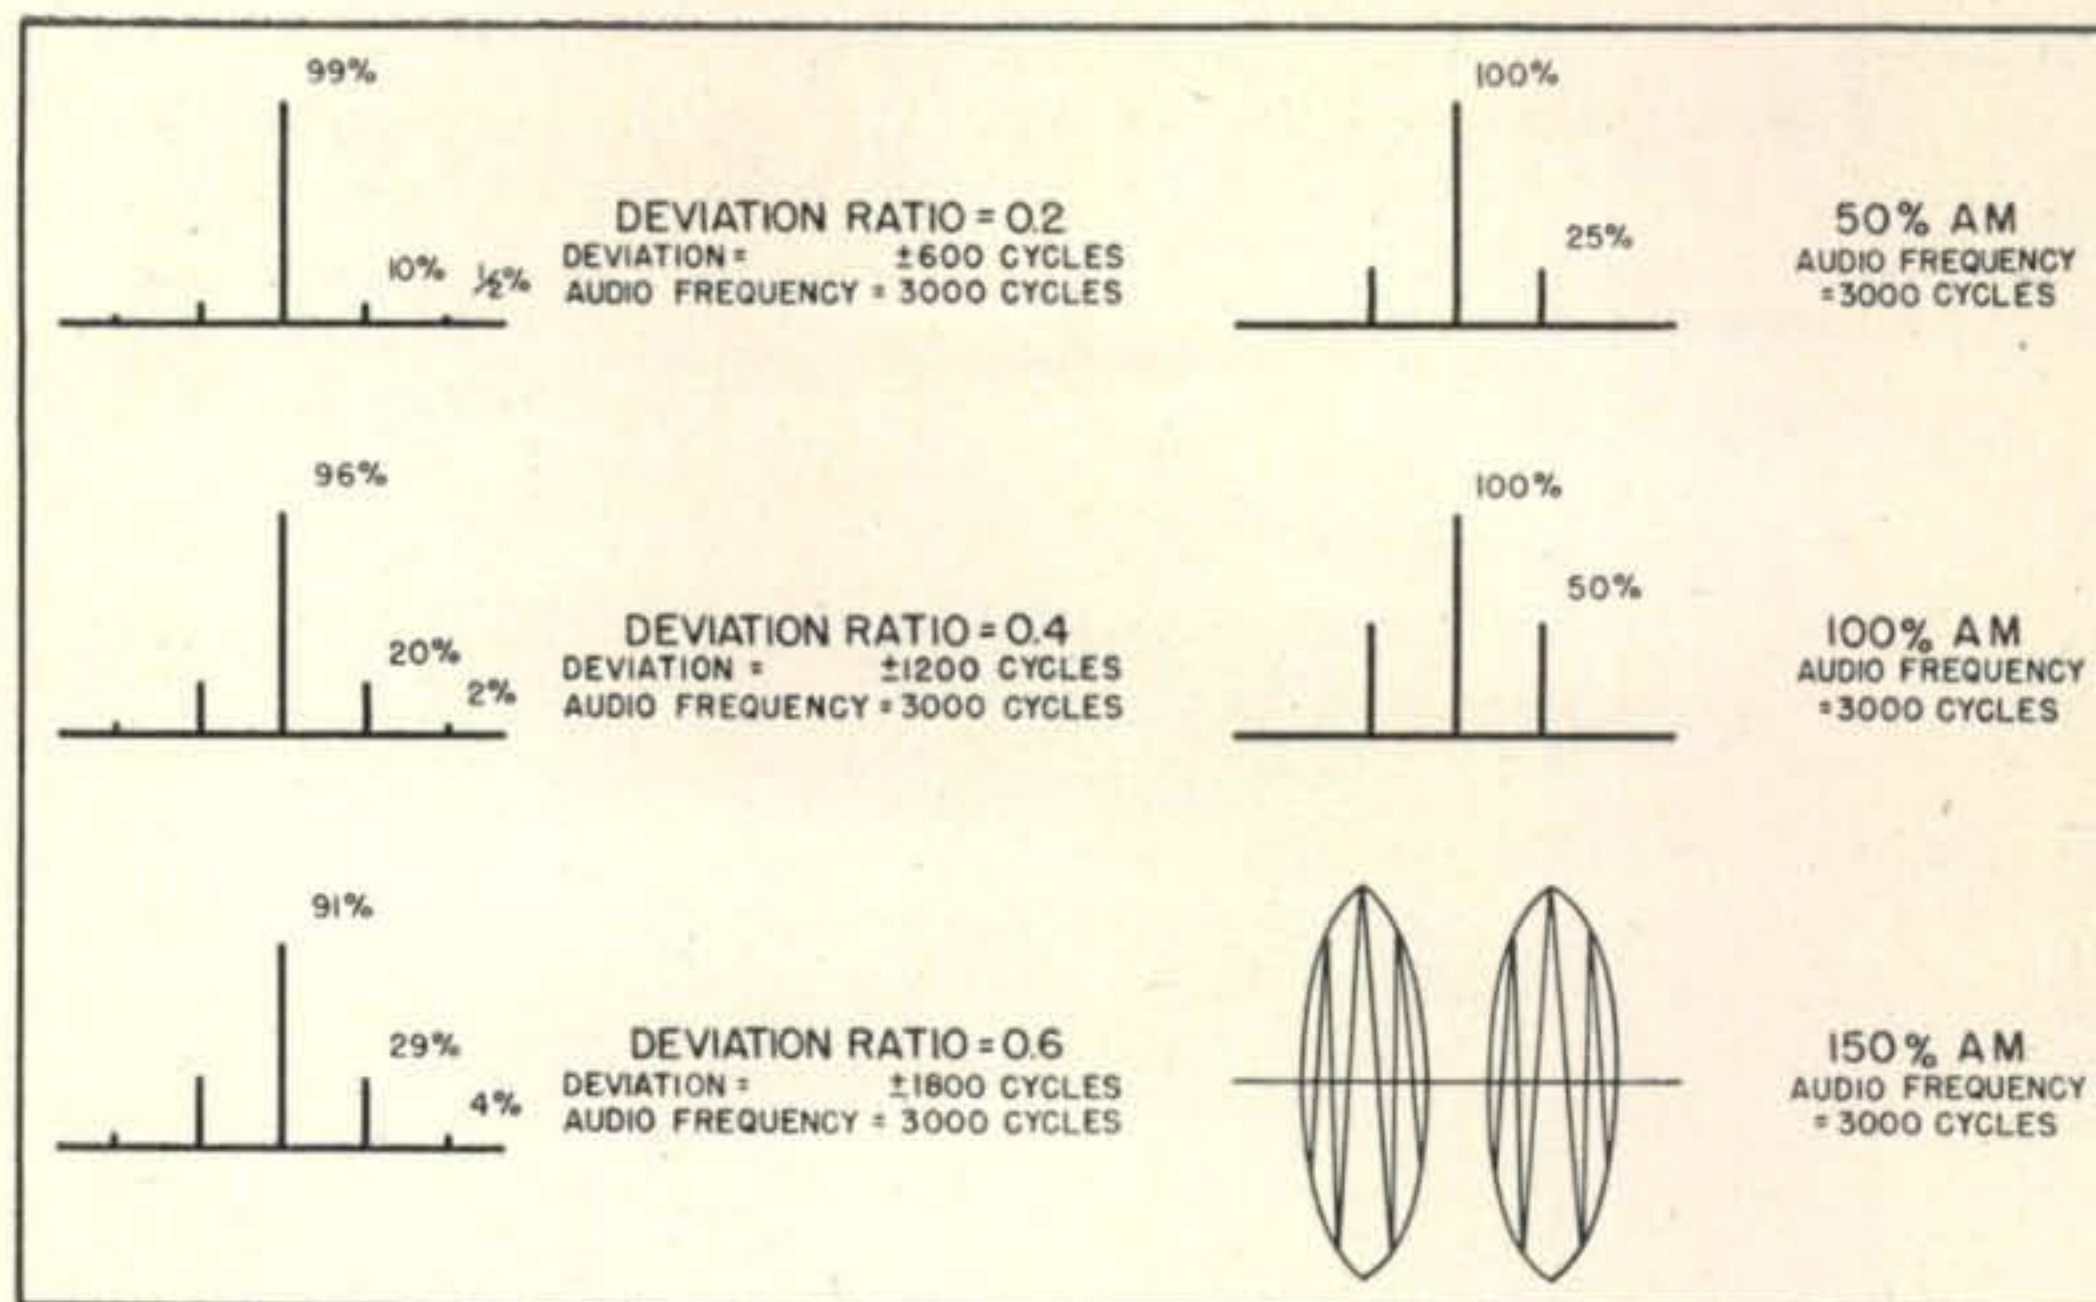 99%
10%
½%
DEVIATION RATIO = 0.2
DEVIATION = ±600 CYCLES
AUDIO FREQUENCY = 3000 CYCLES
100%
25%
50% AM
AUDIO FREQUENCY
=3000 CYCLES
96%
20%
2%
DEVIATION RATIO = 0.4
DEVIATION = ±1200 CYCLES
AUDIO FREQUENCY = 3000 CYCLES
100%
50%
100% AM
AUDIO FREQUENCY
=3000 CYCLES
91%
29%
4%
DEVIATION RATIO = 0.6
DEVIATION = ±1800 CYCLES
AUDIO FREQUENCY = 3000 CYCLES
150% AM
AUDIO FREQUENCY
= 3000 CYCLES